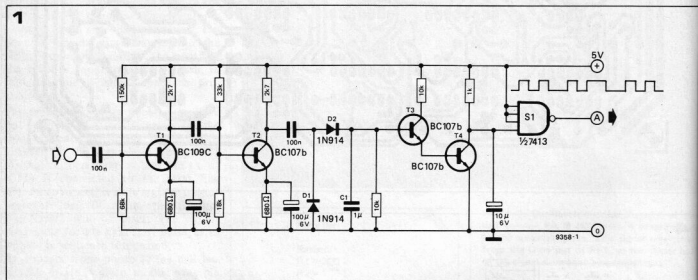 1
5V
+
150k
2k7
33k
2k7
10k
1k
T1
BC109C
100n
100n
T2
BC107b
100n
D2
1N914
T3
BC107b
T4
BC107b
S1
½7413
A
68k
680Ω
100µ
6V
18k
680Ω
100µ
6V
D1
1N914
C1
1µ
10k
10µ
6V
0
9358-1